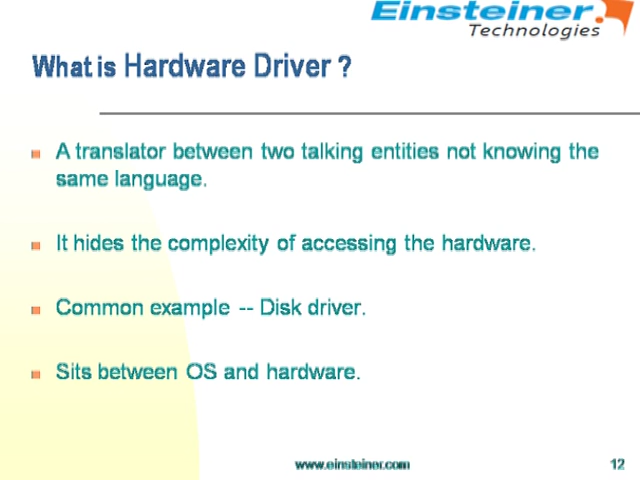 Einsteiner
Technologies
What is Hardware Driver ?
A translator between two talking entities not knowing the
same language.
It hides the complexity of accessing the hardware.
Common example -- Disk driver.
Sits between OS and hardware.
www.einsteiner.com
12